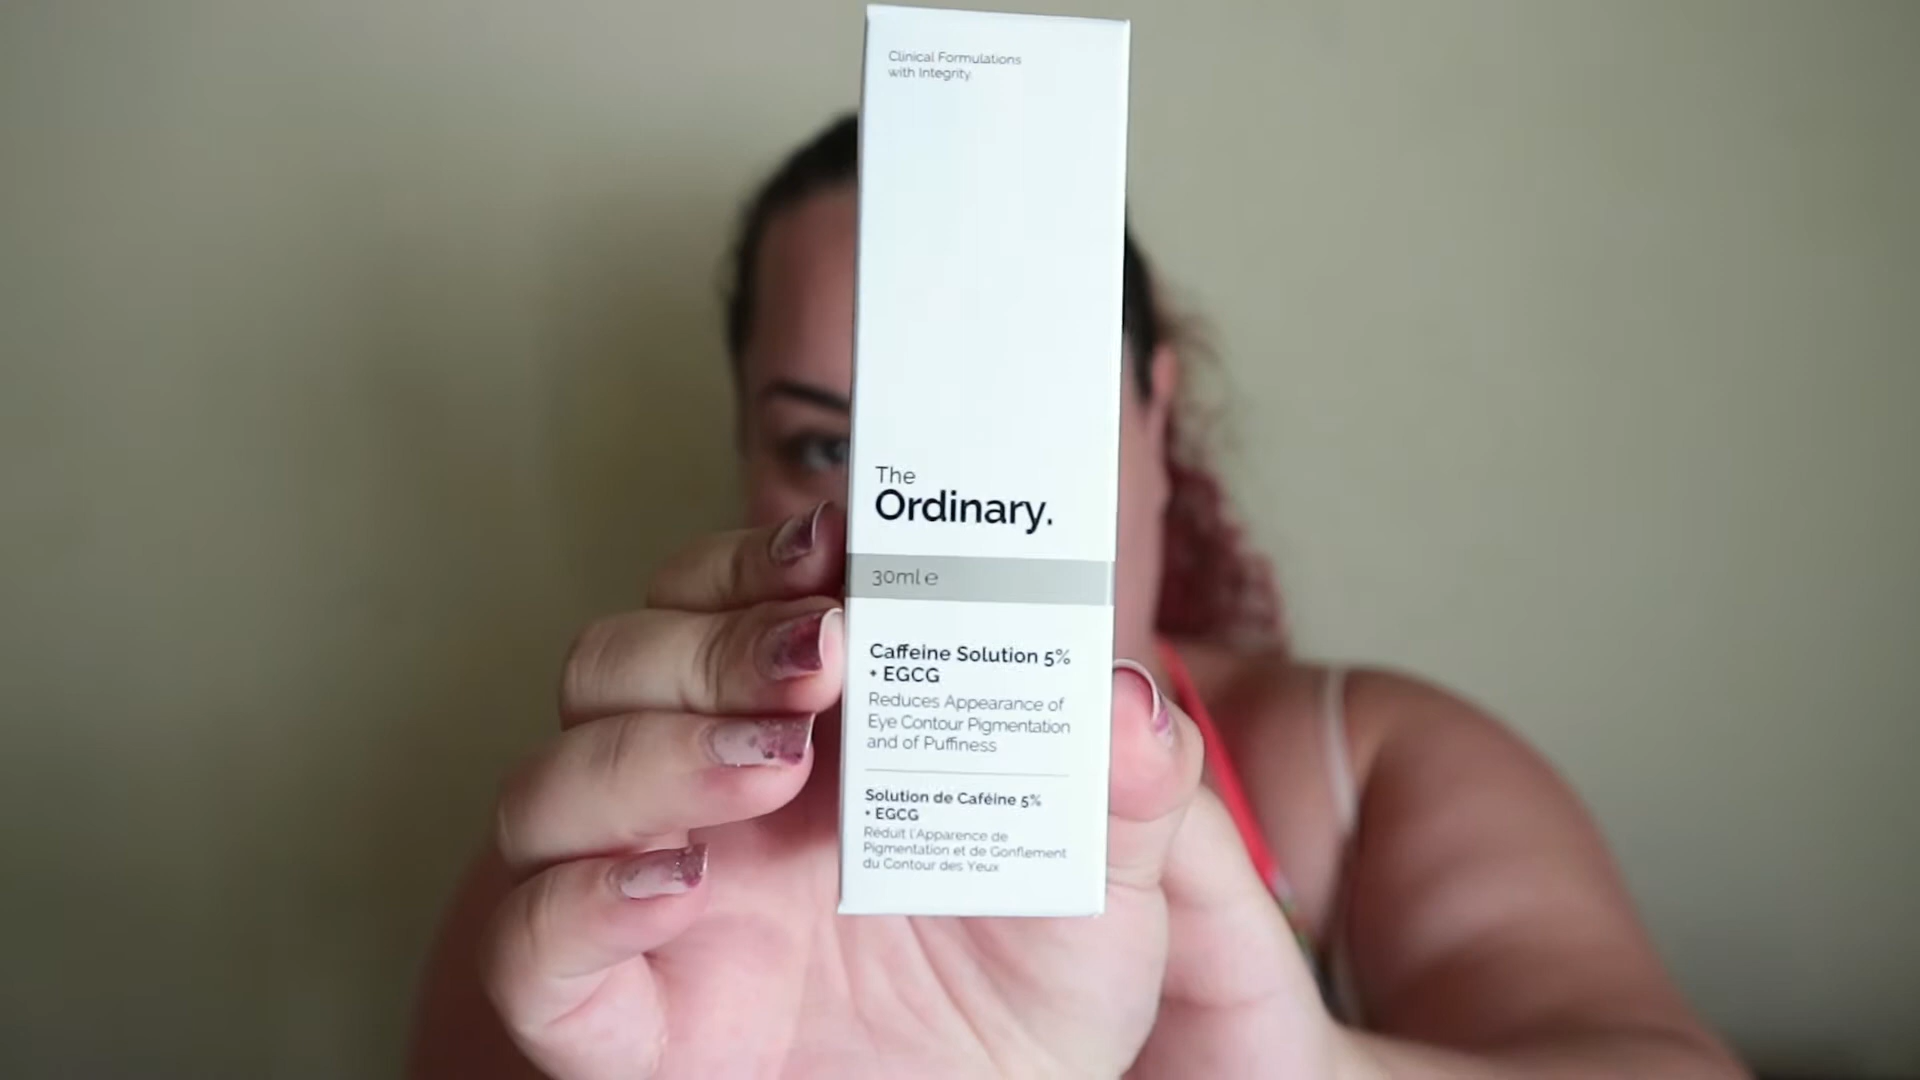 Clinical Formulations
with Integrity.
The
Ordinary.
30ml e
Caffeine Solution 5%
+ EGCG
Reduces Appearance of
Eye Contour Pigmentation
and of Puffiness
Solution de Caféine 5%
+ EGCG
Réduit l'Apparence de
Pigmentation et de Gonflement
du Contour des Yeux